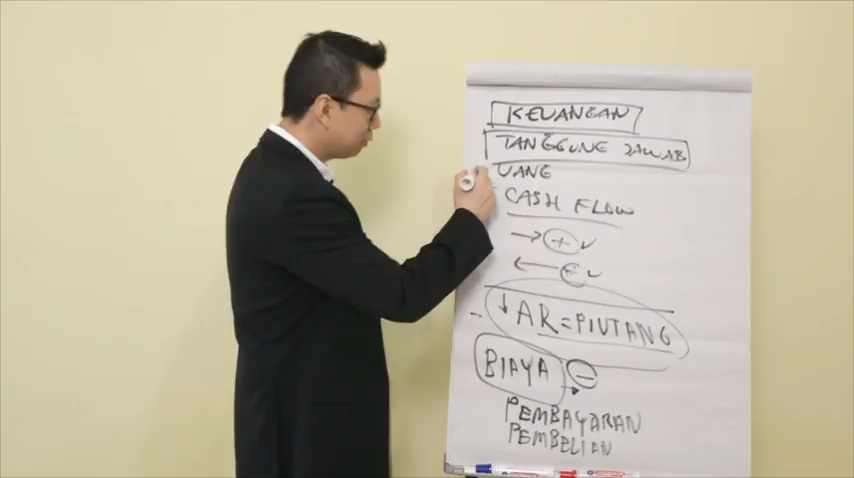 KEUANGAN
TANGGUNG JAWAB
UANG
CASH FLOW
→ + ✓
← + ✓
↓ AR = PIUTANG
BIAYA −
PEMBAYARAN
PEMBELIAN